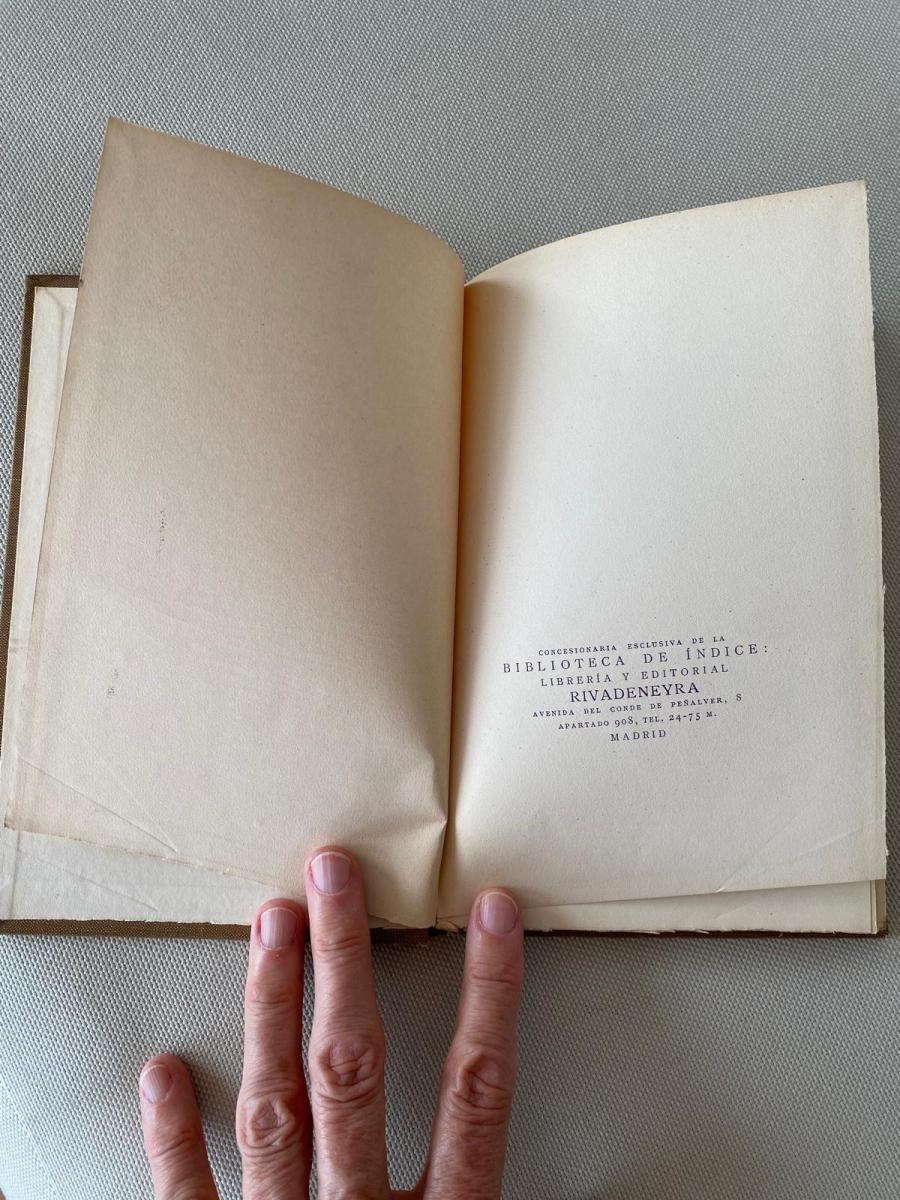 CONCESIONARIA ESCLUSIVA DE LA
BIBLIOTECA DE ÍNDICE:
LIBRERÍA Y EDITORIAL
RIVADENEYRA
AVENIDA DEL CONDE DE PEÑALVER, 8
APARTADO 908, TEL. 24-75 M.
MADRID